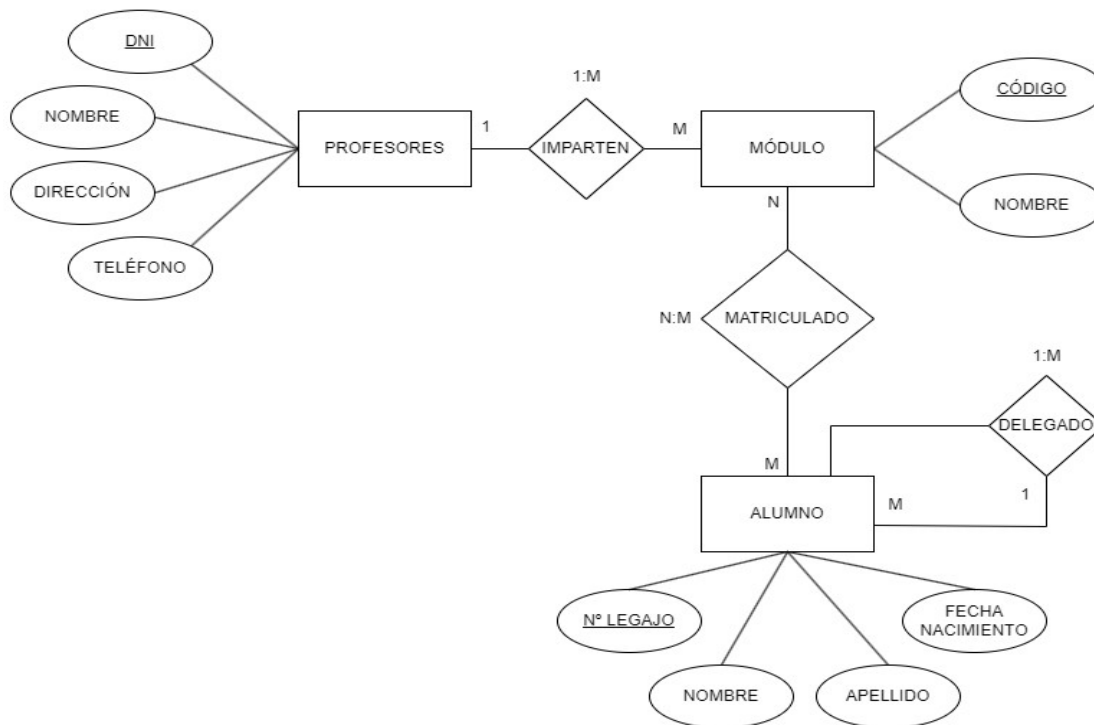 DNI
NOMBRE
DIRECCIÓN
TELÉFONO
PROFESORES
1
1:M
IMPARTEN
M
MÓDULO
CÓDIGO
NOMBRE
N
N:M
MATRICULADO
M
1:M
DELEGADO
1
M
ALUMNO
Nº LEGAJO
NOMBRE
APELLIDO
FECHA
NACIMIENTO